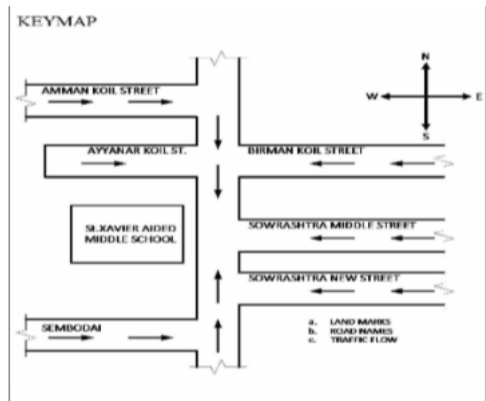 KEYMAP
AMMAN KOIL STREET
N
W
E
S
AYYANAR KOIL ST.
BIRMAN KOIL STREET
ST.XAVIER AIDED
MIDDLE SCHOOL
SOWRASHTRA MIDDLE STREET
SOWRASHTRA NEW STREET
SEMBODAI
a. LAND MARKS
b. ROAD NAMES
c. TRAFFIC FLOW